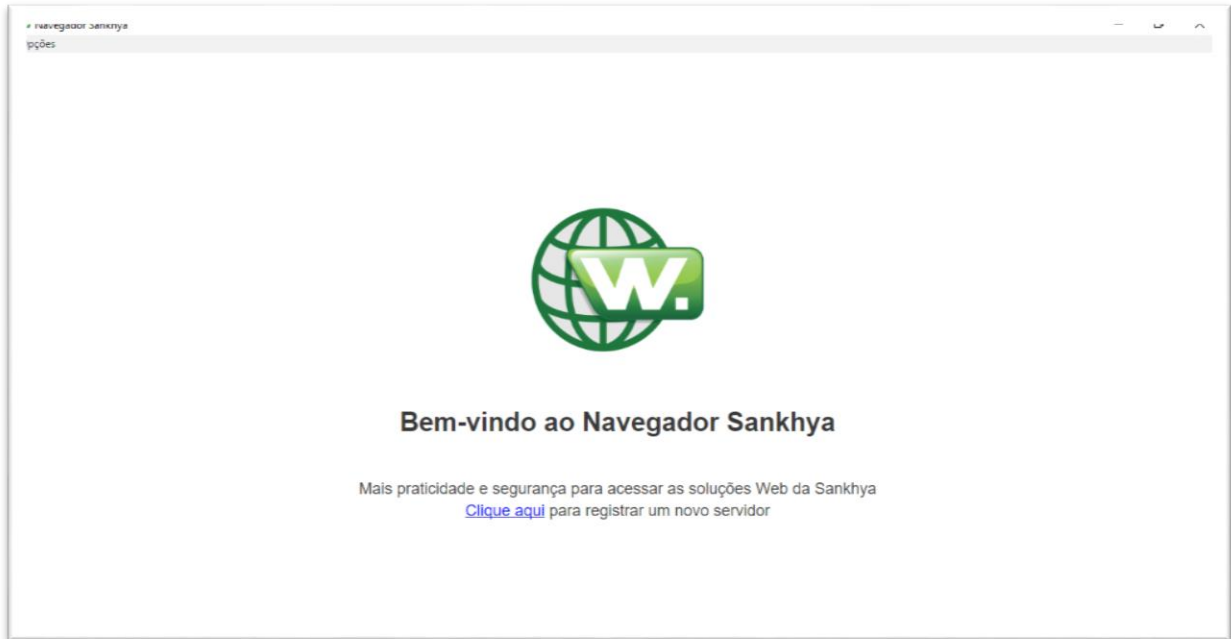 Navegador Sankhya
pções
W.
Bem-vindo ao Navegador Sankhya
Mais praticidade e segurança para acessar as soluções Web da Sankhya
Clique aqui para registrar um novo servidor